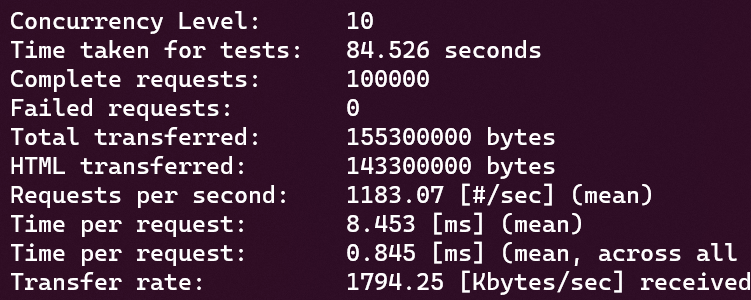 Concurrency Level:      10
Time taken for tests:   84.526 seconds
Complete requests:      100000
Failed requests:        0
Total transferred:      155300000 bytes
HTML transferred:       143300000 bytes
Requests per second:    1183.07 [#/sec] (mean)
Time per request:       8.453 [ms] (mean)
Time per request:       0.845 [ms] (mean, across all
Transfer rate:          1794.25 [Kbytes/sec] received